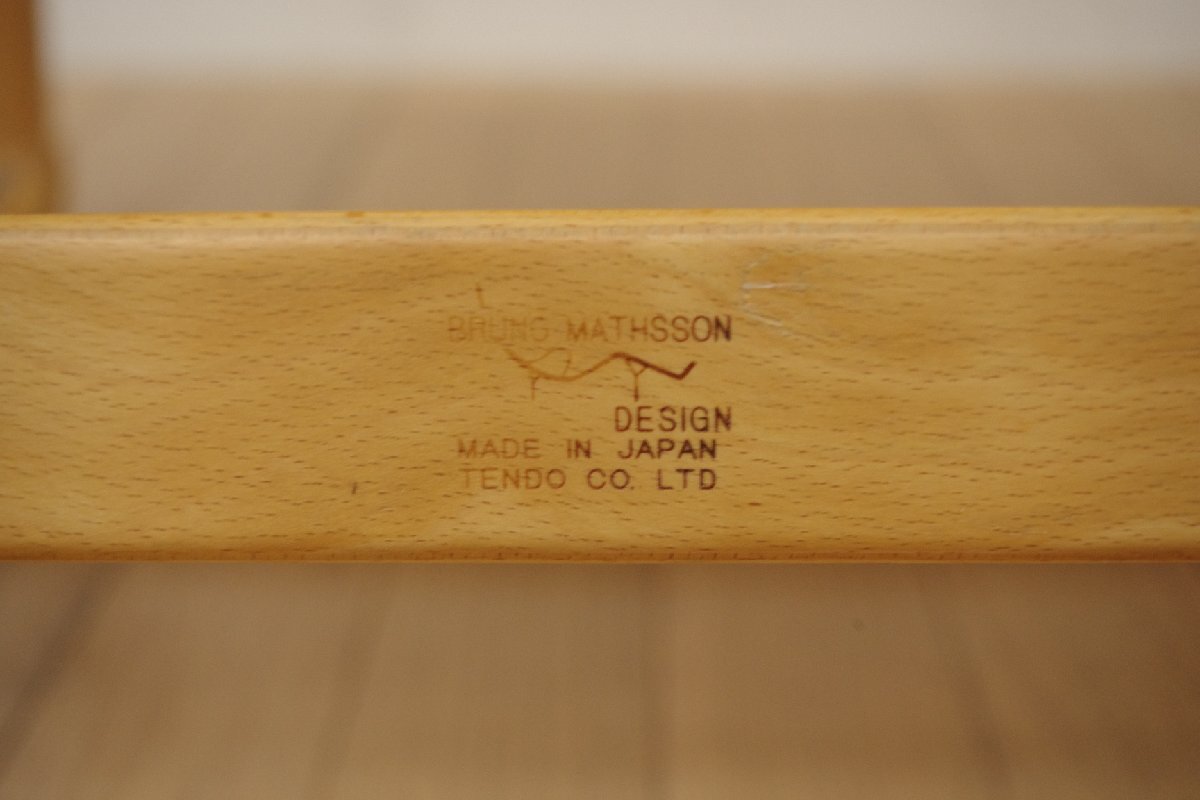 BRUNO MATHSSON
DESIGN
MADE IN JAPAN
TENDO CO. LTD